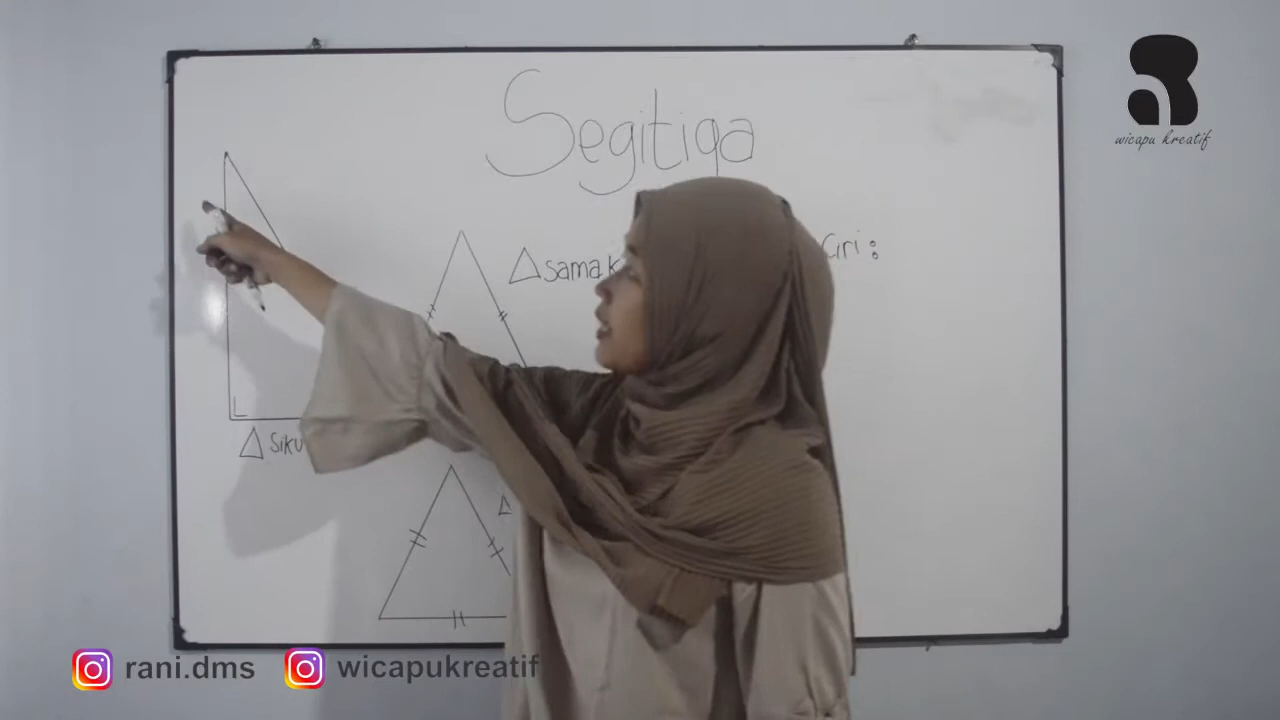 Segitiga
Ciri :
△ sama k
△ Siku
△
wicapu kreatif
rani.dms
wicapukreatif